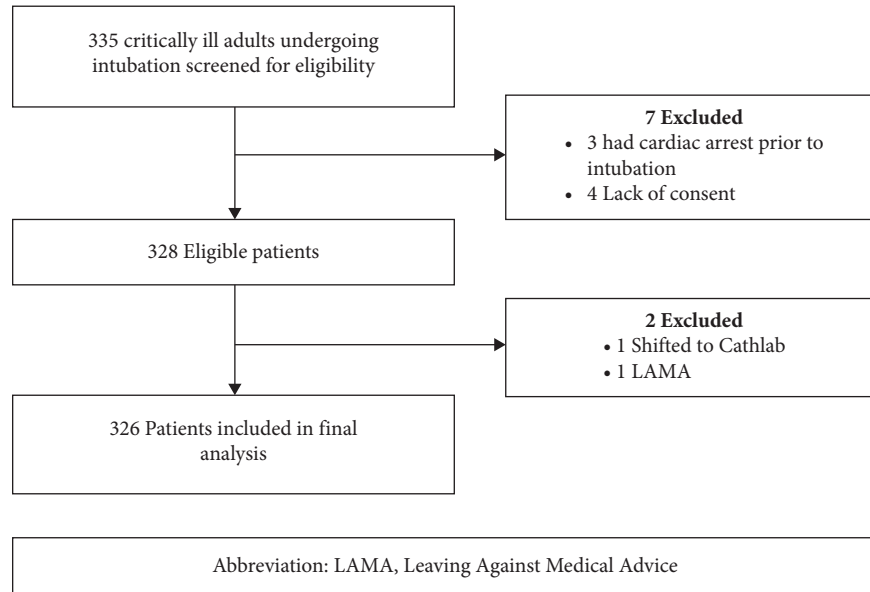 335 critically ill adults undergoing
intubation screened for eligibility
7 Excluded
• 3 had cardiac arrest prior to
intubation
• 4 Lack of consent
328 Eligible patients
2 Excluded
• 1 Shifted to Cathlab
• 1 LAMA
326 Patients included in final
analysis
Abbreviation: LAMA, Leaving Against Medical Advice